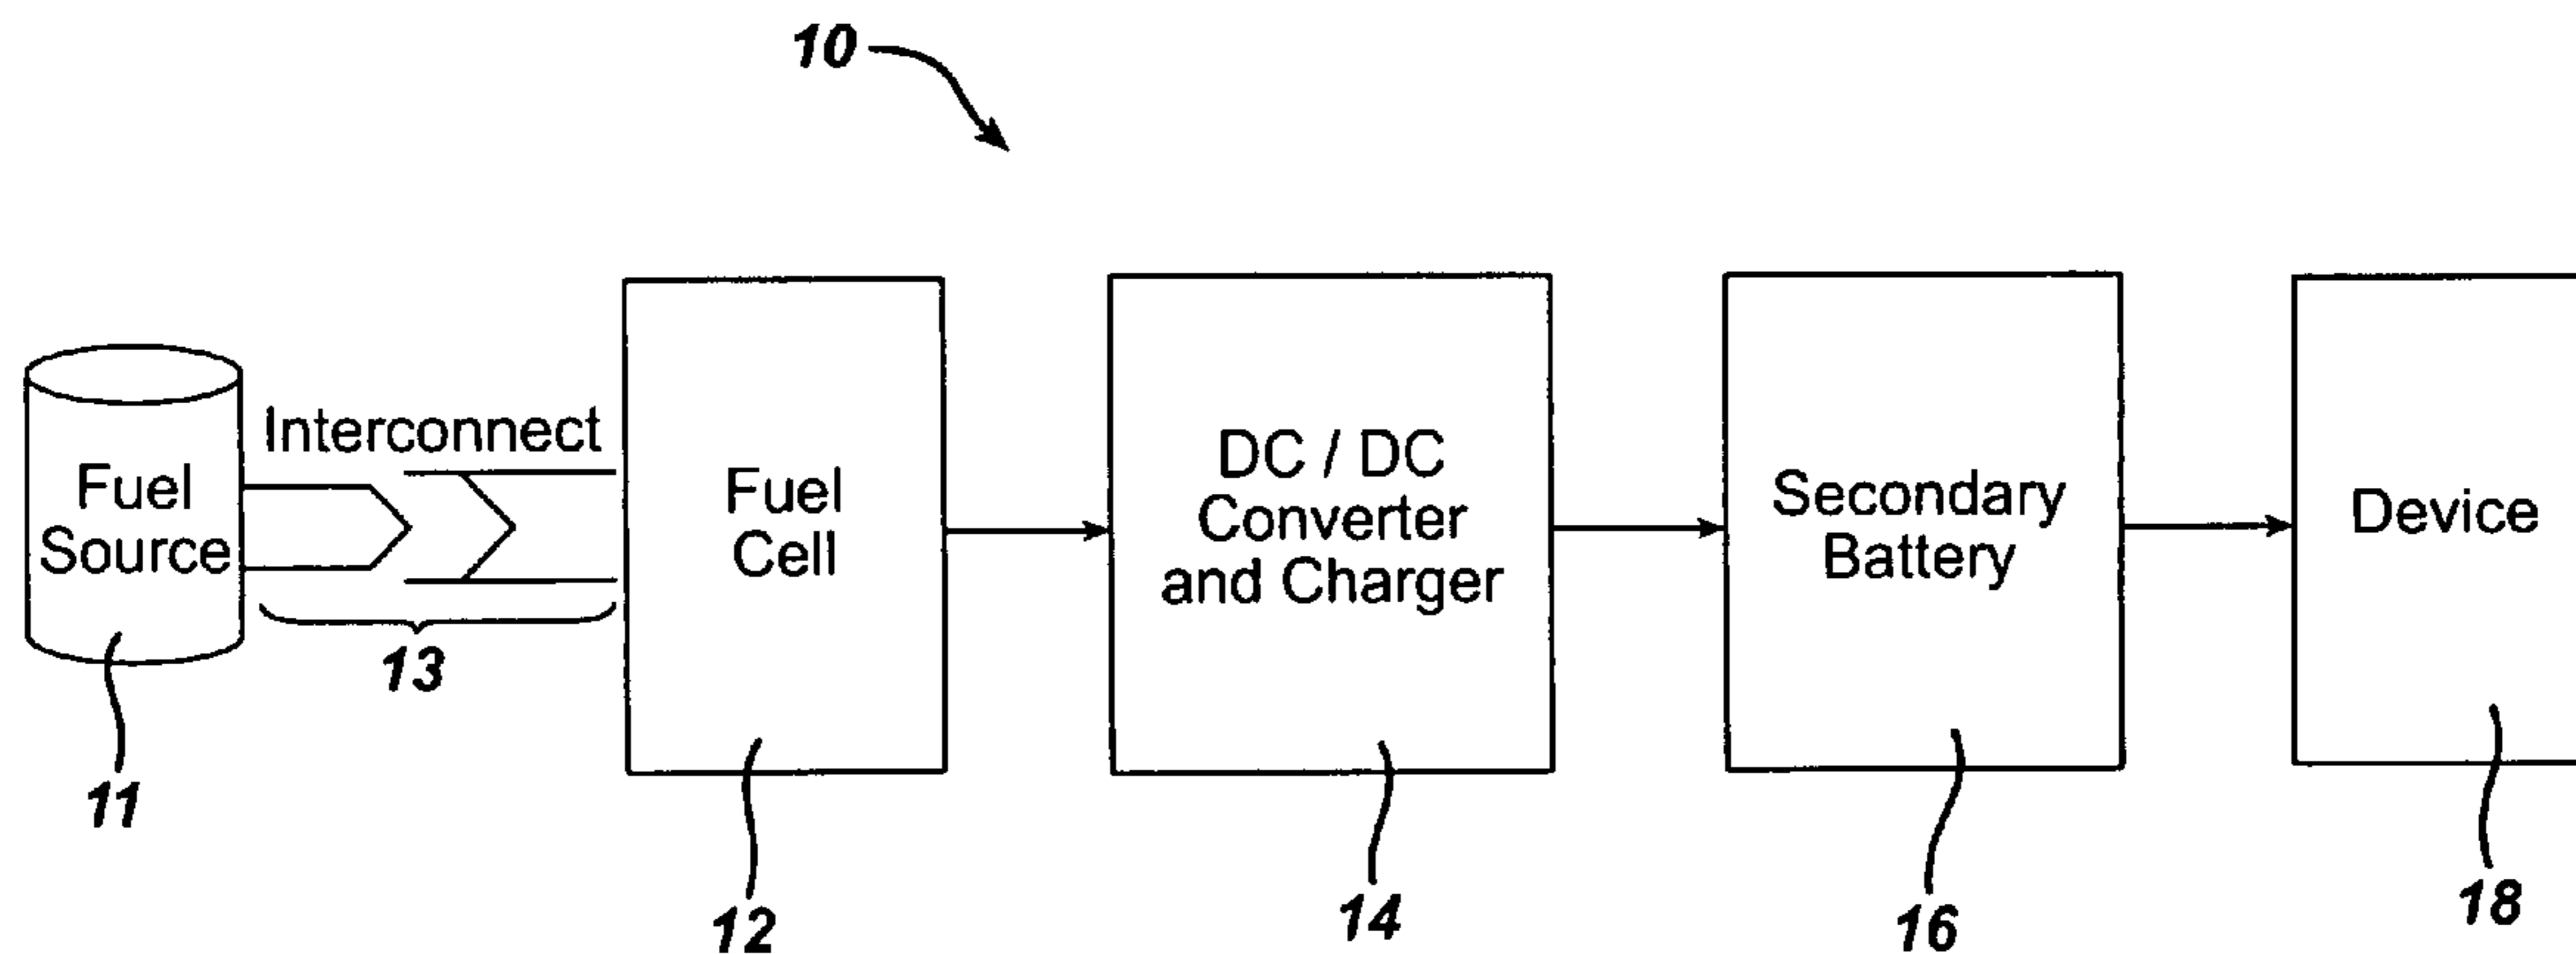 10
Interconnect
Fuel
Source
Fuel
Cell
DC / DC
Converter
and Charger
Secondary
Battery
Device
13
11
12
14
16
18